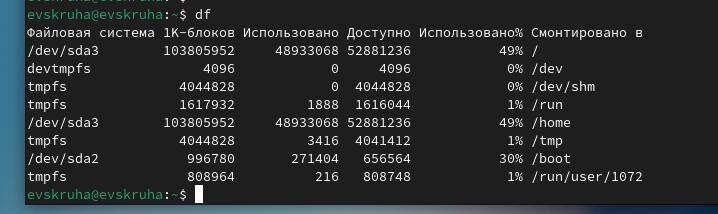 evskruha@evskruha:~$ df
Файловая система 1K-блоков Использовано Доступно Использовано% Смонтировано в
/dev/sda3 103805952 48933068 52881236 49% /
devtmpfs 4096 0 4096 0% /dev
tmpfs 4044828 0 4044828 0% /dev/shm
tmpfs 1617932 1888 1616044 1% /run
/dev/sda3 103805952 48933068 52881236 49% /home
tmpfs 4044828 3416 4041412 1% /tmp
/dev/sda2 996780 271404 656564 30% /boot
tmpfs 808964 216 808748 1% /run/user/1072
evskruha@evskruha:~$